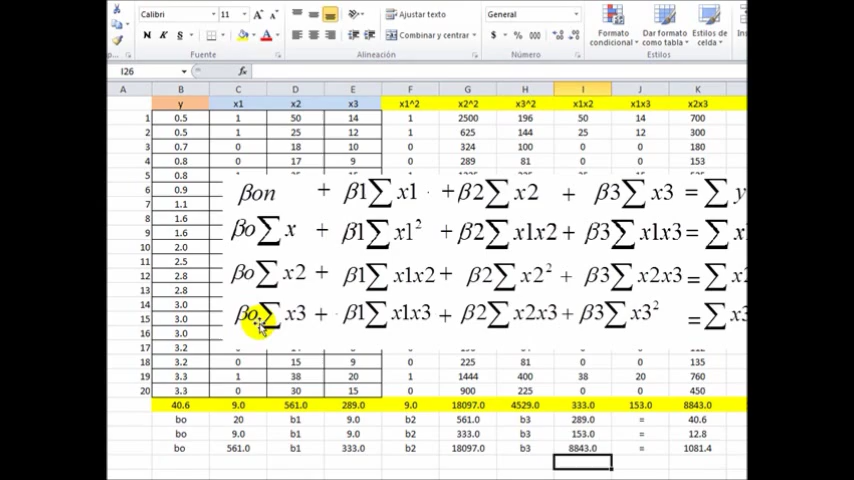 Calibri 11 A A Ajustar texto General
N K S Combinar y centrar $ % 000 Formato condicional Dar formato como tabla Estilos de celda
Fuente Alineación Número Estilos
I26 fx
A B C D E F G H I J K
y x1 x2 x3 x1^2 x2^2 x3^2 x1x2 x1x3 x2x3
1 0.5 1 50 14 1 2500 196 50 14 700
2 0.5 1 25 12 1 625 144 25 12 300
3 0.7 0 18 10 0 324 100 0 0 180
4 0.8 0 17 9 0 289 81 0 0 153
5 0.8
6 0.9 βon + β1∑ x1 + β2∑ x2 + β3∑ x3 = ∑ y
7 1.1
8 1.6
9 1.6 βo∑ x + β1∑ x1² + β2∑ x1x2 + β3∑ x1x3 = ∑ x
10 2.0
11 2.5
12 2.8 βo∑ x2 + β1∑ x1x2 + β2∑ x2² + β3∑ x2x3 = ∑ x2
13 2.8
14 3.0
15 3.0 βo∑ x3 + β1∑ x1x3 + β2∑ x2x3 + β3∑ x3² = ∑ x3
16 3.0
17 3.2
18 3.2 0 15 9 0 225 81 0 0 135
19 3.3 1 38 20 1 1444 400 38 20 760
20 3.3 0 30 15 0 900 225 0 0 450
40.6 9.0 561.0 289.0 9.0 18097.0 4529.0 333.0 153.0 8843.0
bo 20 b1 9.0 b2 561.0 b3 289.0 = 40.6
bo 9.0 b1 9.0 b2 333.0 b3 153.0 = 12.8
bo 561.0 b1 333.0 b2 18097.0 b3 8843.0 = 1081.4